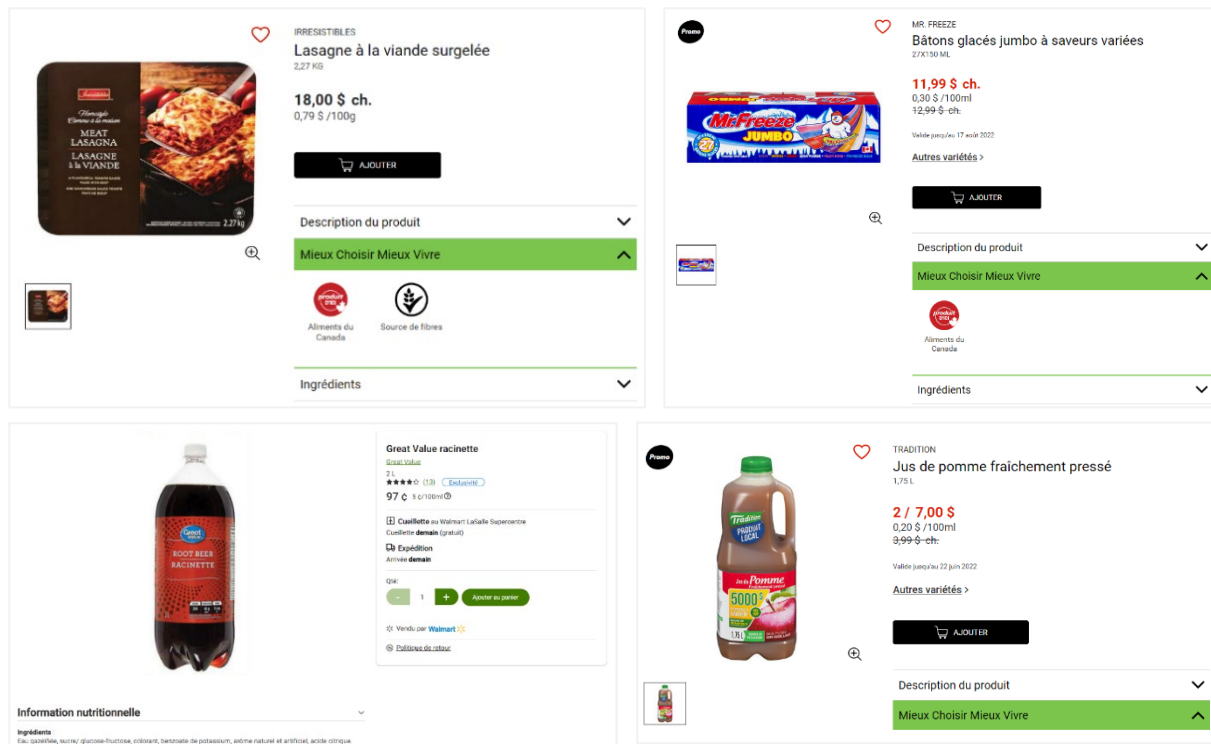 IRRESISTIBLES
Lasagne à la viande surgelée
2,27 KG
18,00 $ ch.
0,79 $ /100g
AJOUTER
Description du produit
Mieux Choisir Mieux Vivre
produit D'ICI
Aliments du
Canada
Source de fibres
Ingrédients
Irresistibles
MEAT
LASAGNA
LASAGNE
à la VIANDE
2.27 kg
Promo
MR. FREEZE
Bâtons glacés jumbo à saveurs variées
27X150 ML
11,99 $ ch.
0,30 $ /100ml
12,99 $ ch.
Valide jusqu'au 17 août 2022
Autres variétés >
AJOUTER
Description du produit
Mieux Choisir Mieux Vivre
produit D'ICI
Aliments du
Canada
Ingrédients
Mr.Freeze
JUMBO
27
Great Value racinette
Great Value
2 L
(13) Exclusivité
97 ¢ 5 ¢/100ml
Cueillette au Walmart LaSalle Supercentre
Cueillette demain (gratuit)
Expédition
Arrivée demain
Qté:
- 1 + Ajouter au panier
Vendu par Walmart
Politique de retour
Great Value
ROOT BEER
RACINETTE
Information nutritionnelle
Ingrédients
Eau gazéifiée, sucre/ glucose-fructose, colorant, benzoate de potassium, arôme naturel et artificiel, acide citrique
Promo
TRADITION
Jus de pomme fraîchement pressé
1,75 L
2 / 7,00 $
0,20 $ /100ml
3,99 $ ch.
Valide jusqu'au 22 juin 2022
Autres variétés >
AJOUTER
Description du produit
Mieux Choisir Mieux Vivre
Tradition
PRODUIT
LOCAL
Jus de Pomme
5000$
1,75 L